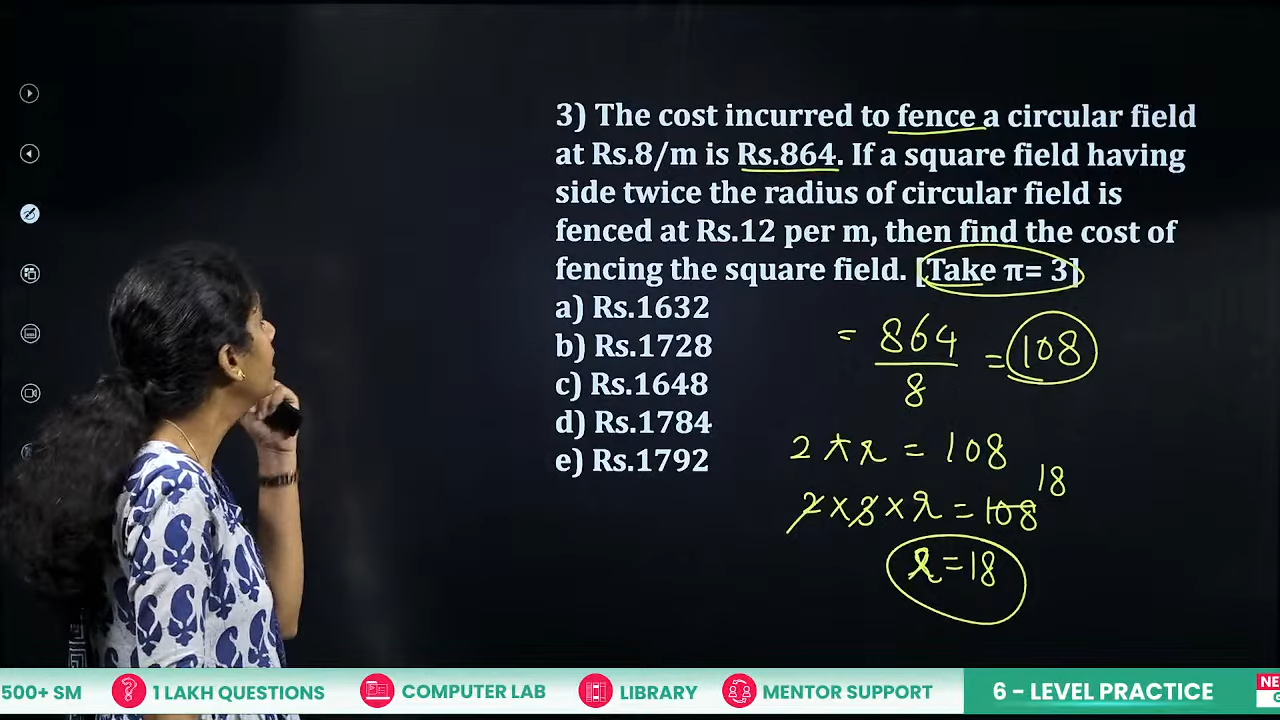 3) The cost incurred to fence a circular field
at Rs.8/m is Rs.864. If a square field having
side twice the radius of circular field is
fenced at Rs.12 per m, then find the cost of
fencing the square field. [Take π= 3]
a) Rs.1632
b) Rs.1728
c) Rs.1648
d) Rs.1784
e) Rs.1792
= 864/8 = 108
2 π r = 108
18
2 × 3 × r = 108
r = 18
500+ SM ? 1 LAKH QUESTIONS COMPUTER LAB LIBRARY MENTOR SUPPORT 6 - LEVEL PRACTICE NE
G